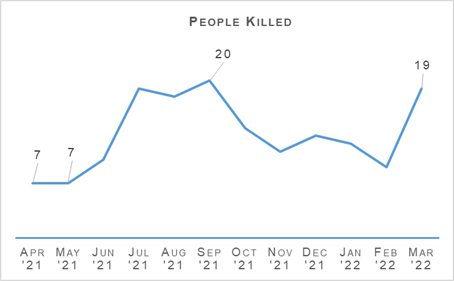 PEOPLE KILLED
20
19
7 7
APR MAY JUN JUL AUG SEP OCT NOV DEC JAN FEB MAR
'21 '21 '21 '21 '21 '21 '21 '21 '21 '22 '22 '22